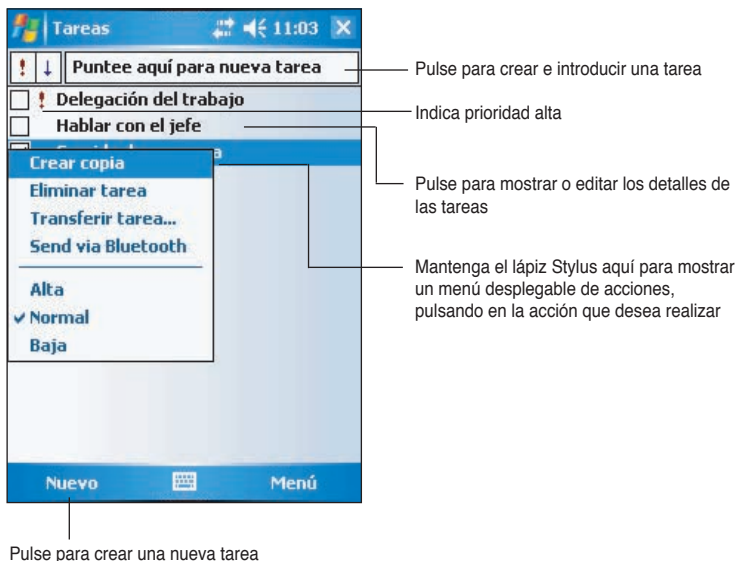 Tareas
11:03
Puntee aquí para nueva tarea
Pulse para crear e introducir una tarea
Delegación del trabajo
Indica prioridad alta
Hablar con el jefe
Pulse para mostrar o editar los detalles de
las tareas
Crear copia
Eliminar tarea
Transferir tarea...
Send via Bluetooth
Alta
Normal
Baja
Mantenga el lápiz Stylus aquí para mostrar
un menú desplegable de acciones,
pulsando en la acción que desea realizar
Nuevo
Menú
Pulse para crear una nueva tarea